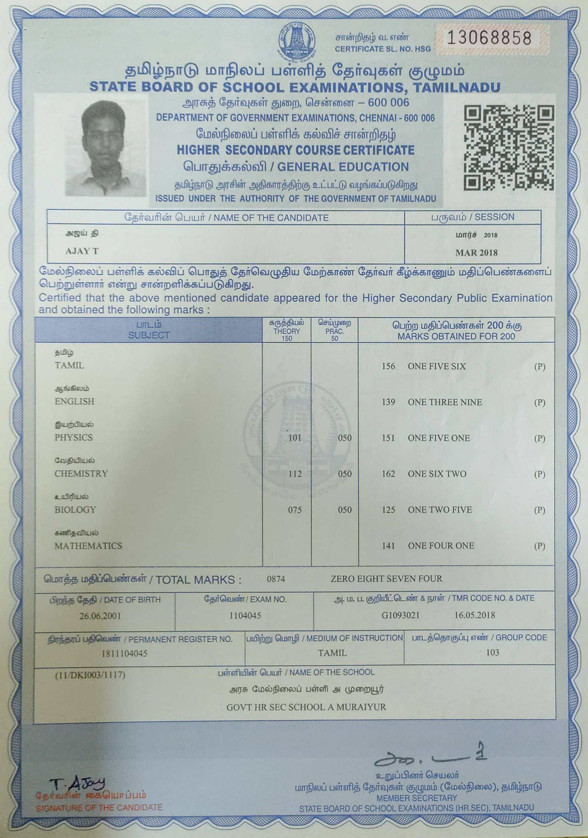 சான்றிதழ் வ. எண்
CERTIFICATE SL. NO. HSG 13068858
தமிழ்நாடு மாநிலப் பள்ளித் தேர்வுகள் குழுமம்
STATE BOARD OF SCHOOL EXAMINATIONS, TAMILNADU
அரசுத் தேர்வுகள் துறை, சென்னை – 600 006
DEPARTMENT OF GOVERNMENT EXAMINATIONS, CHENNAI - 600 006
மேல்நிலைப் பள்ளிக் கல்விச் சான்றிதழ்
HIGHER SECONDARY COURSE CERTIFICATE
பொதுக்கல்வி / GENERAL EDUCATION
தமிழ்நாடு அரசின் அதிகாரத்திற்கு உட்பட்டு வழங்கப்படுகிறது
ISSUED UNDER THE AUTHORITY OF THE GOVERNMENT OF TAMILNADU
தேர்வரின் பெயர் / NAME OF THE CANDIDATE பருவம் / SESSION
அஜய் தி மார்ச் 2018
AJAY T MAR 2018
மேல்நிலைப் பள்ளிக் கல்விப் பொதுத் தேர்வெழுதிய மேற்காண் தேர்வர் கீழ்க்காணும் மதிப்பெண்களைப்
பெற்றுள்ளார் என்று சான்றளிக்கப்படுகிறது.
Certified that the above mentioned candidate appeared for the Higher Secondary Public Examination
and obtained the following marks :
பாடம் கருத்தியல் செய்முறை பெற்ற மதிப்பெண்கள் 200 க்கு
SUBJECT THEORY 150 PRAC. 50 MARKS OBTAINED FOR 200
தமிழ்
TAMIL 156 ONE FIVE SIX (P)
ஆங்கிலம்
ENGLISH 139 ONE THREE NINE (P)
இயற்பியல்
PHYSICS 101 050 151 ONE FIVE ONE (P)
வேதியியல்
CHEMISTRY 112 050 162 ONE SIX TWO (P)
உயிரியல்
BIOLOGY 075 050 125 ONE TWO FIVE (P)
கணிதவியல்
MATHEMATICS 141 ONE FOUR ONE (P)
மொத்த மதிப்பெண்கள் / TOTAL MARKS : 0874 ZERO EIGHT SEVEN FOUR
பிறந்த தேதி / DATE OF BIRTH தேர்வெண் / EXAM NO. அ. ம. ப. குறியீட்டெண் & நாள் / TMR CODE NO. & DATE
26.06.2001 1104045 G1093021 16.05.2018
நிரந்தரப் பதிவெண் / PERMANENT REGISTER NO. பயிற்று மொழி / MEDIUM OF INSTRUCTION பாடத்தொகுப்பு எண் / GROUP CODE
1811104045 TAMIL 103
(11/DKI003/1117) பள்ளியின் பெயர் / NAME OF THE SCHOOL
அரசு மேல்நிலைப் பள்ளி அ முறையூர்
GOVT HR SEC SCHOOL A MURAIYUR
T. AJay
தேர்வரின் கையொப்பம்
SIGNATURE OF THE CANDIDATE
உறுப்பினர் செயலர்
மாநிலப் பள்ளித் தேர்வுகள் குழுமம் (மேல்நிலை), தமிழ்நாடு
MEMBER SECRETARY
STATE BOARD OF SCHOOL EXAMINATIONS (HR.SEC), TAMILNADU